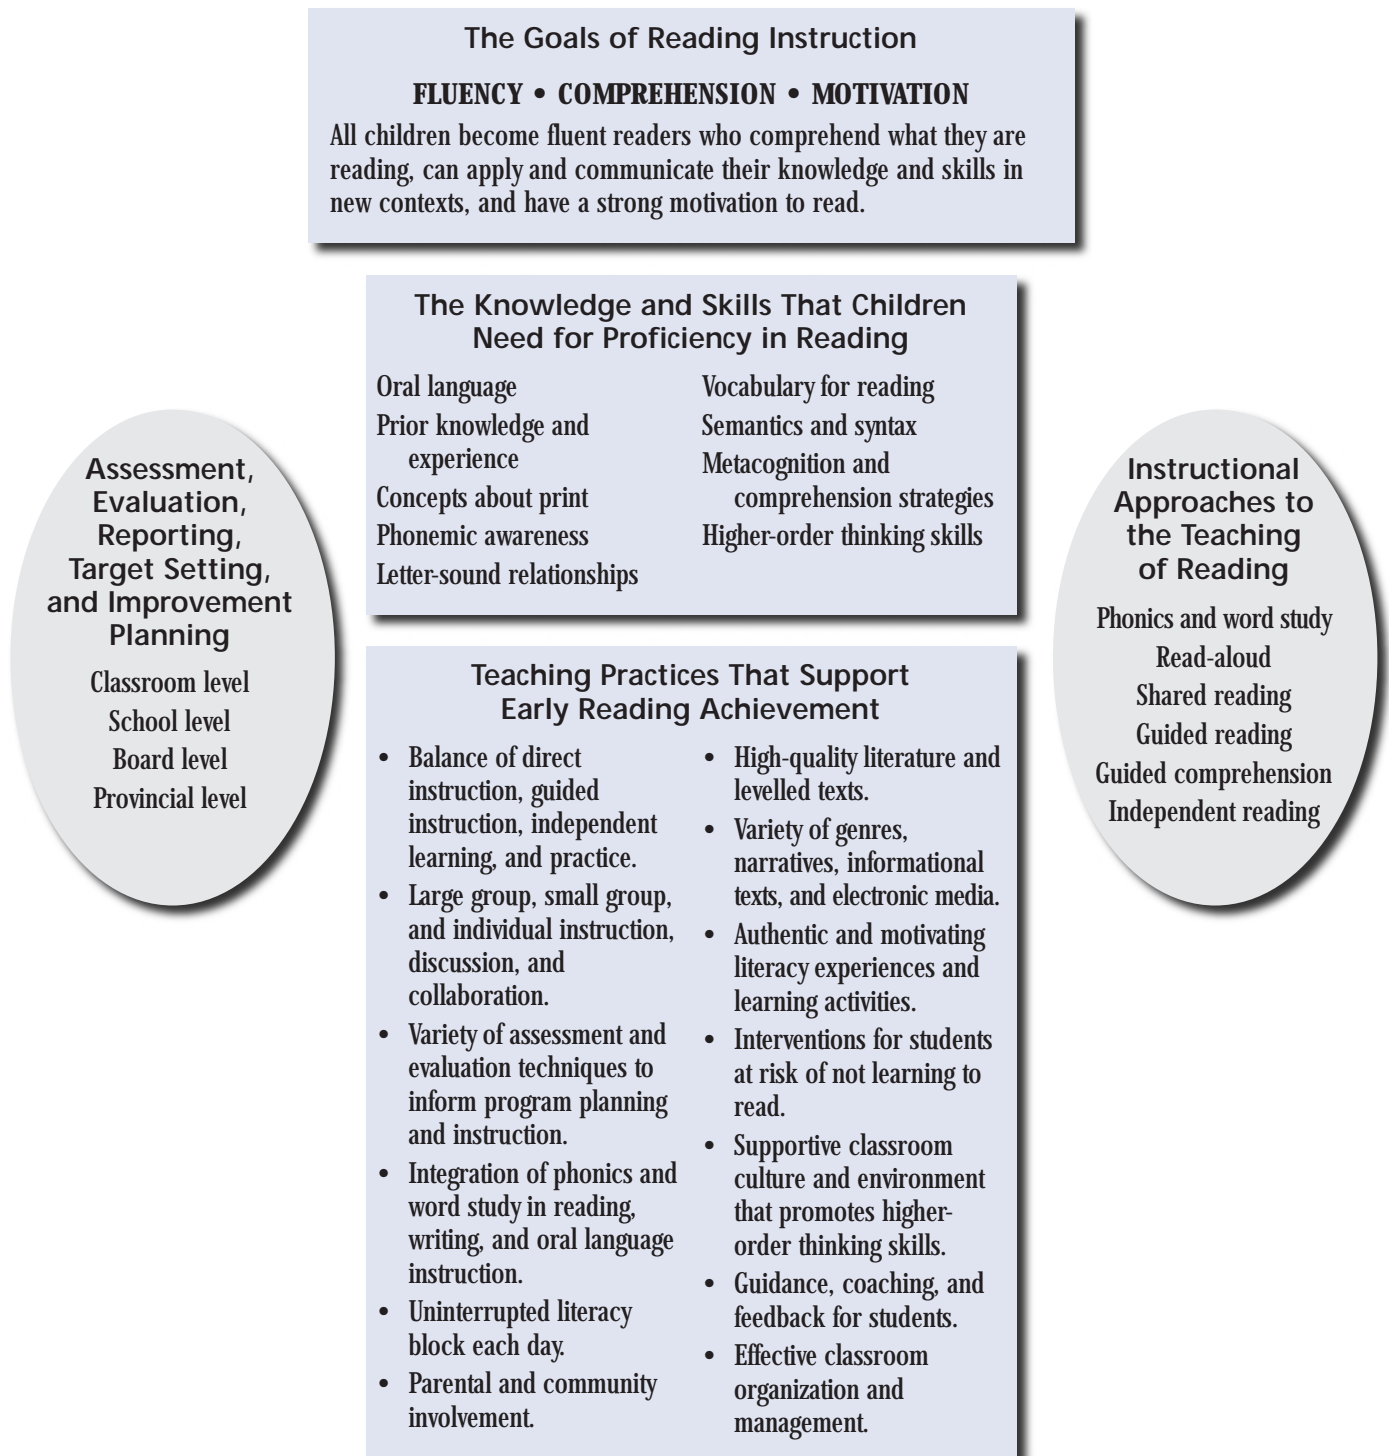 The Goals of Reading Instruction
FLUENCY • COMPREHENSION • MOTIVATION
All children become fluent readers who comprehend what they are
reading, can apply and communicate their knowledge and skills in
new contexts, and have a strong motivation to read.
The Knowledge and Skills That Children
Need for Proficiency in Reading
Oral language
Prior knowledge and
experience
Concepts about print
Phonemic awareness
Letter-sound relationships
Vocabulary for reading
Semantics and syntax
Metacognition and
comprehension strategies
Higher-order thinking skills
Assessment,
Evaluation,
Reporting,
Target Setting,
and Improvement
Planning
Classroom level
School level
Board level
Provincial level
Instructional
Approaches to
the Teaching
of Reading
Phonics and word study
Read-aloud
Shared reading
Guided reading
Guided comprehension
Independent reading
Teaching Practices That Support
Early Reading Achievement
• Balance of direct
instruction, guided
instruction, independent
learning, and practice.
• Large group, small group,
and individual instruction,
discussion, and
collaboration.
• Variety of assessment and
evaluation techniques to
inform program planning
and instruction.
• Integration of phonics and
word study in reading,
writing, and oral language
instruction.
• Uninterrupted literacy
block each day.
• Parental and community
involvement.
• High-quality literature and
levelled texts.
• Variety of genres,
narratives, informational
texts, and electronic media.
• Authentic and motivating
literacy experiences and
learning activities.
• Interventions for students
at risk of not learning to
read.
• Supportive classroom
culture and environment
that promotes higher-
order thinking skills.
• Guidance, coaching, and
feedback for students.
• Effective classroom
organization and
management.